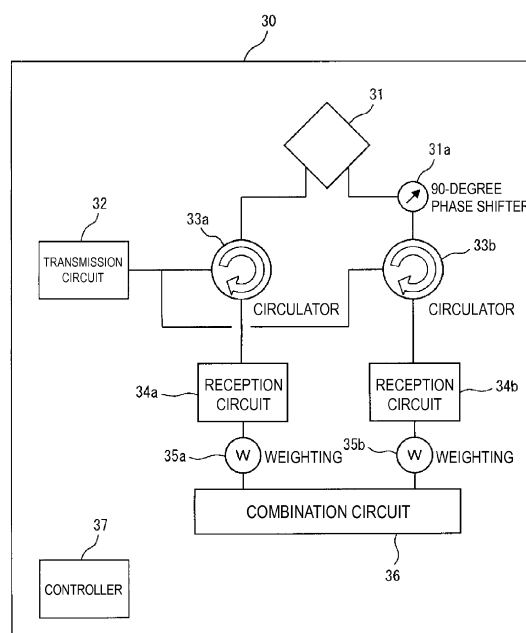 30
31
31a
90-DEGREE
PHASE SHIFTER
32
33a
TRANSMISSION
CIRCUIT
33b
CIRCULATOR
CIRCULATOR
34a
RECEPTION
CIRCUIT
RECEPTION
CIRCUIT
34b
35a
W
WEIGHTING
35b
W
WEIGHTING
COMBINATION CIRCUIT
36
37
CONTROLLER